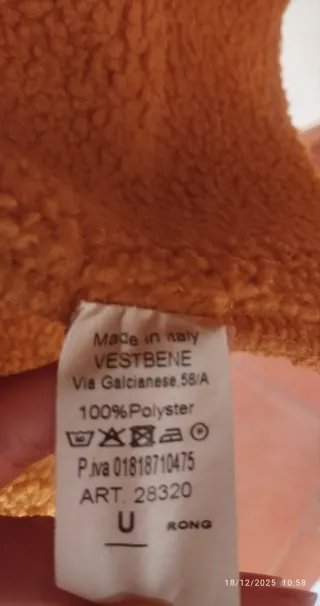 Made in Italy
VESTBENE
Via Galcianese,58/A
100%Polyster
P.iva 01818710475
ART. 28320
U RONG
18/12/2025 10:58